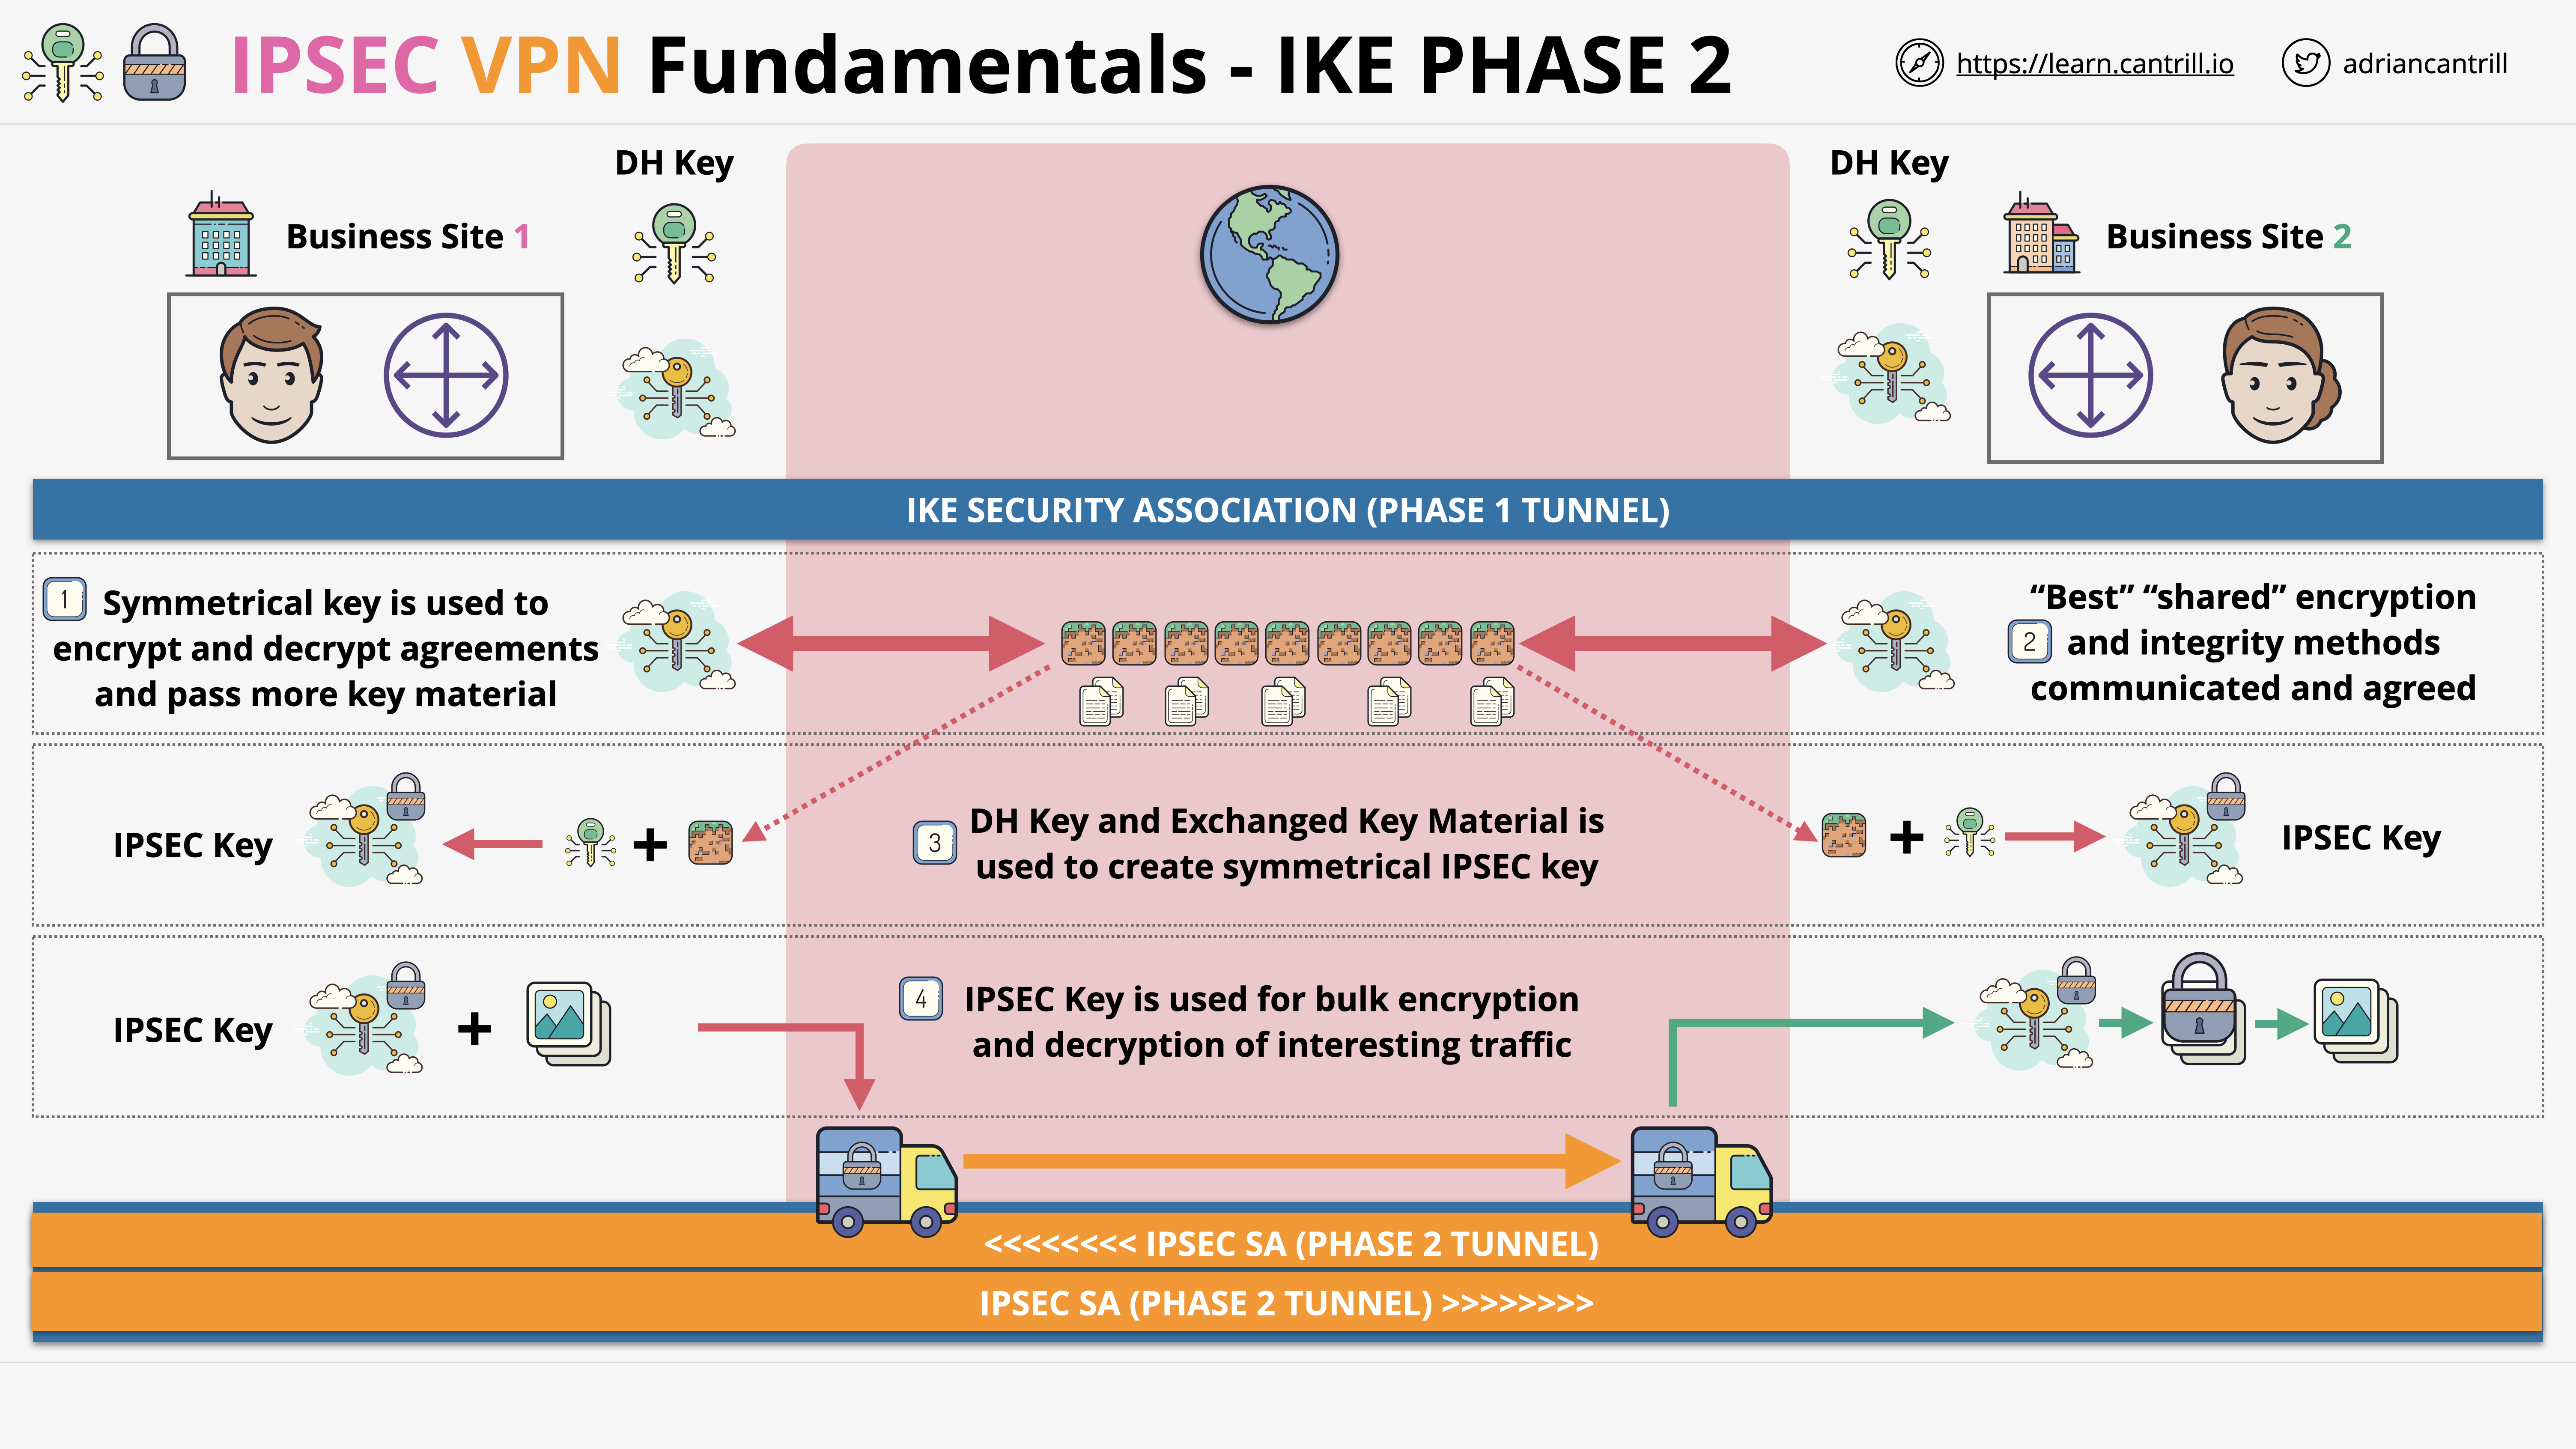 IPSEC VPN Fundamentals - IKE PHASE 2
https://learn.cantrill.io
adriancantrill
DH Key
DH Key
Business Site 1
Business Site 2
IKE SECURITY ASSOCIATION (PHASE 1 TUNNEL)
1
Symmetrical key is used to
encrypt and decrypt agreements
and pass more key material
“Best” “shared” encryption
2
and integrity methods
communicated and agreed
IPSEC Key
+
3
DH Key and Exchanged Key Material is
used to create symmetrical IPSEC key
+
IPSEC Key
IPSEC Key
+
4
IPSEC Key is used for bulk encryption
and decryption of interesting traffic
<<<<<<<< IPSEC SA (PHASE 2 TUNNEL)
IPSEC SA (PHASE 2 TUNNEL) >>>>>>>>